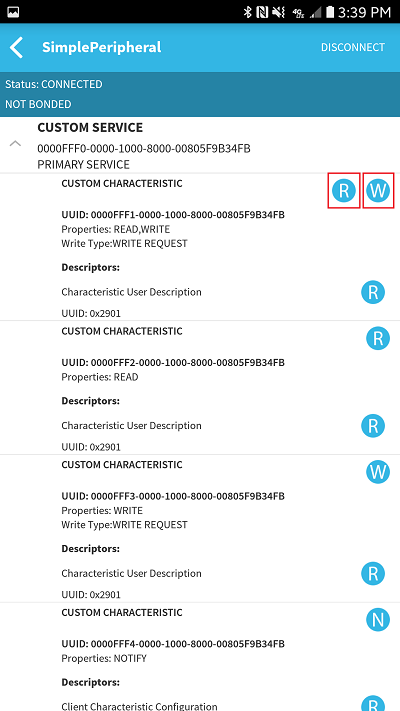 4G 3:39 PM
SimplePeripheral DISCONNECT
Status: CONNECTED
NOT BONDED
CUSTOM SERVICE
0000FFF0-0000-1000-8000-00805F9B34FB
PRIMARY SERVICE
CUSTOM CHARACTERISTIC R W
UUID: 0000FFF1-0000-1000-8000-00805F9B34FB
Properties: READ,WRITE
Write Type:WRITE REQUEST
Descriptors:
Characteristic User Description R
UUID: 0x2901
CUSTOM CHARACTERISTIC R
UUID: 0000FFF2-0000-1000-8000-00805F9B34FB
Properties: READ
Descriptors:
Characteristic User Description R
UUID: 0x2901
CUSTOM CHARACTERISTIC W
UUID: 0000FFF3-0000-1000-8000-00805F9B34FB
Properties: WRITE
Write Type:WRITE REQUEST
Descriptors:
Characteristic User Description R
UUID: 0x2901
CUSTOM CHARACTERISTIC N
UUID: 0000FFF4-0000-1000-8000-00805F9B34FB
Properties: NOTIFY
Descriptors:
Client Characteristic Configuration R